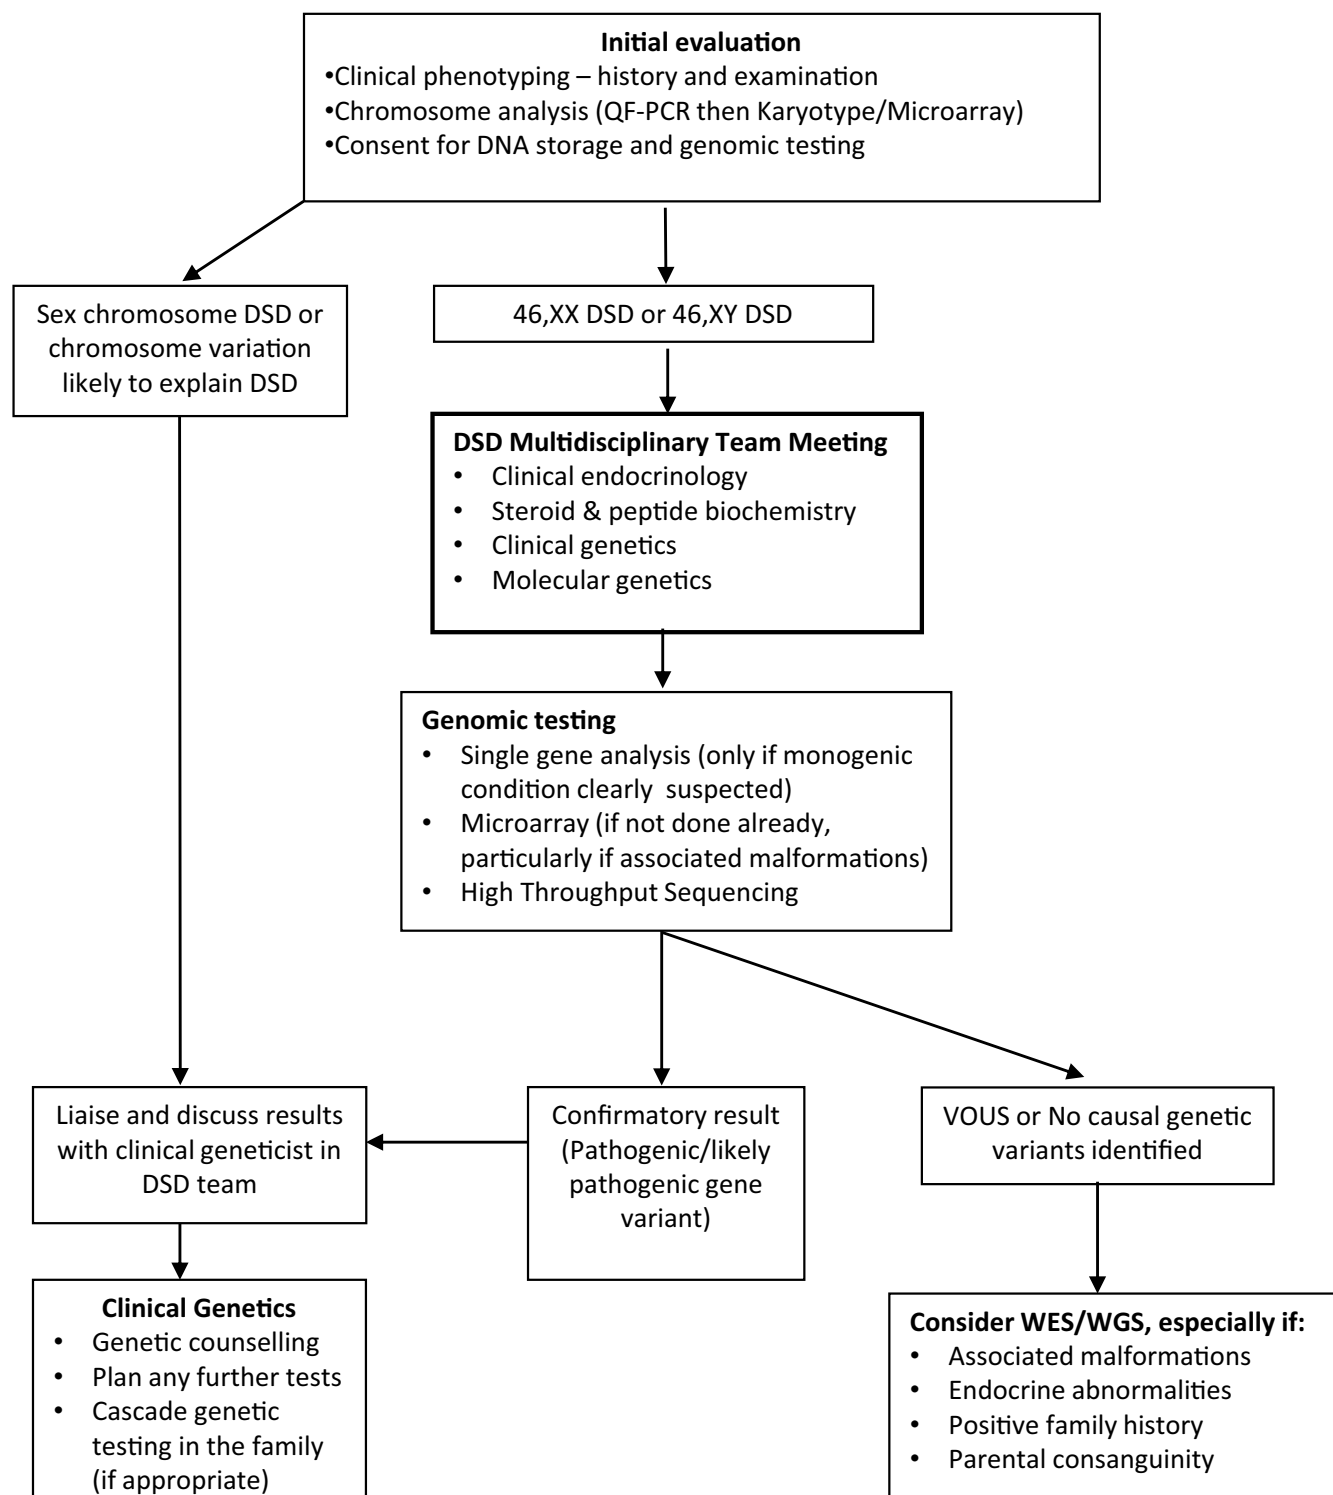 Initial evaluation
•Clinical phenotyping – history and examination
•Chromosome analysis (QF-PCR then Karyotype/Microarray)
•Consent for DNA storage and genomic testing
Sex chromosome DSD or
chromosome variation
likely to explain DSD
46,XX DSD or 46,XY DSD
DSD Multidisciplinary Team Meeting
• Clinical endocrinology
• Steroid & peptide biochemistry
• Clinical genetics
• Molecular genetics
Genomic testing
• Single gene analysis (only if monogenic
condition clearly suspected)
• Microarray (if not done already,
particularly if associated malformations)
• High Throughput Sequencing
Liaise and discuss results
with clinical geneticist in
DSD team
Confirmatory result
(Pathogenic/likely
pathogenic gene
variant)
VOUS or No causal genetic
variants identified
Clinical Genetics
• Genetic counselling
• Plan any further tests
• Cascade genetic
testing in the family
(if appropriate)
Consider WES/WGS, especially if:
• Associated malformations
• Endocrine abnormalities
• Positive family history
• Parental consanguinity